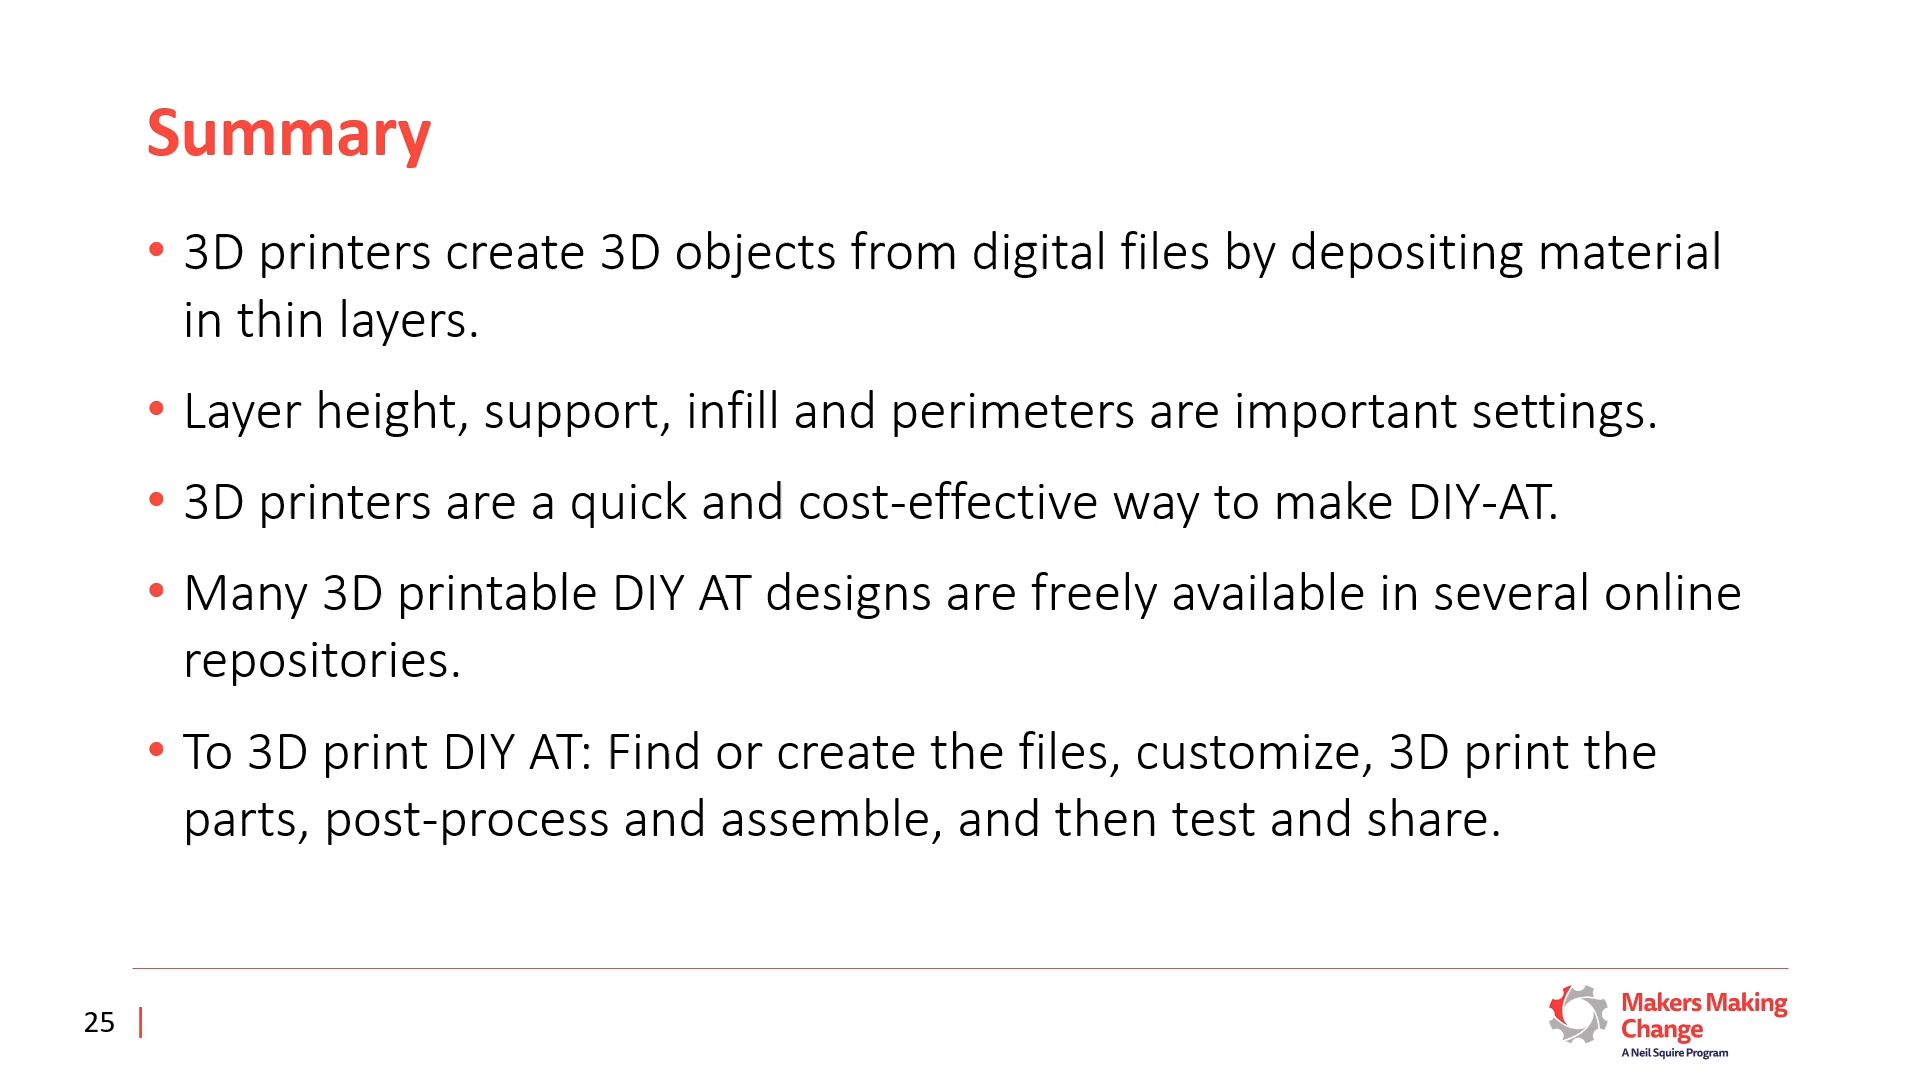 Summary
• 3D printers create 3D objects from digital files by depositing material
in thin layers.
• Layer height, support, infill and perimeters are important settings.
• 3D printers are a quick and cost-effective way to make DIY-AT.
• Many 3D printable DIY AT designs are freely available in several online
repositories.
• To 3D print DIY AT: Find or create the files, customize, 3D print the
parts, post-process and assemble, and then test and share.
25
Makers Making
Change
A Neil Squire Program